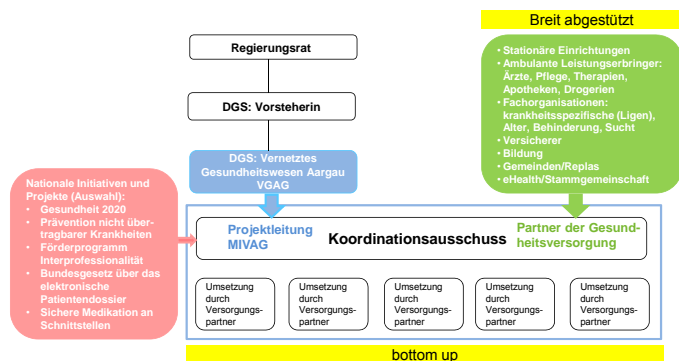 Breit abgestützt
Regierungsrat
DGS: Vorsteherin
DGS: Vernetztes
Gesundheitswesen Aargau
VGAG
• Stationäre Einrichtungen
• Ambulante Leistungserbringer:
Ärzte, Pflege, Therapien,
Apotheken, Drogerien
• Fachorganisationen:
krankheitsspezifische (Ligen),
Alter, Behinderung, Sucht
• Versicherer
• Bildung
• Gemeinden/Replas
• eHealth/Stammgemeinschaft
Nationale Initiativen und
Projekte (Auswahl):
• Gesundheit 2020
• Prävention nicht über-
tragbarer Krankheiten
• Förderprogramm
Interprofessionalität
• Bundesgesetz über das
elektronische
Patientendossier
• Sichere Medikation an
Schnittstellen
Projektleitung
MIVAG
Koordinationsausschuss
Partner der Gesund-
heitsversorgung
Umsetzung
durch
Versorgungs-
partner
Umsetzung
durch
Versorgungs-
partner
Umsetzung
durch
Versorgungs-
partner
Umsetzung
durch
Versorgungs-
partner
Umsetzung
durch
Versorgungs-
partner
bottom up